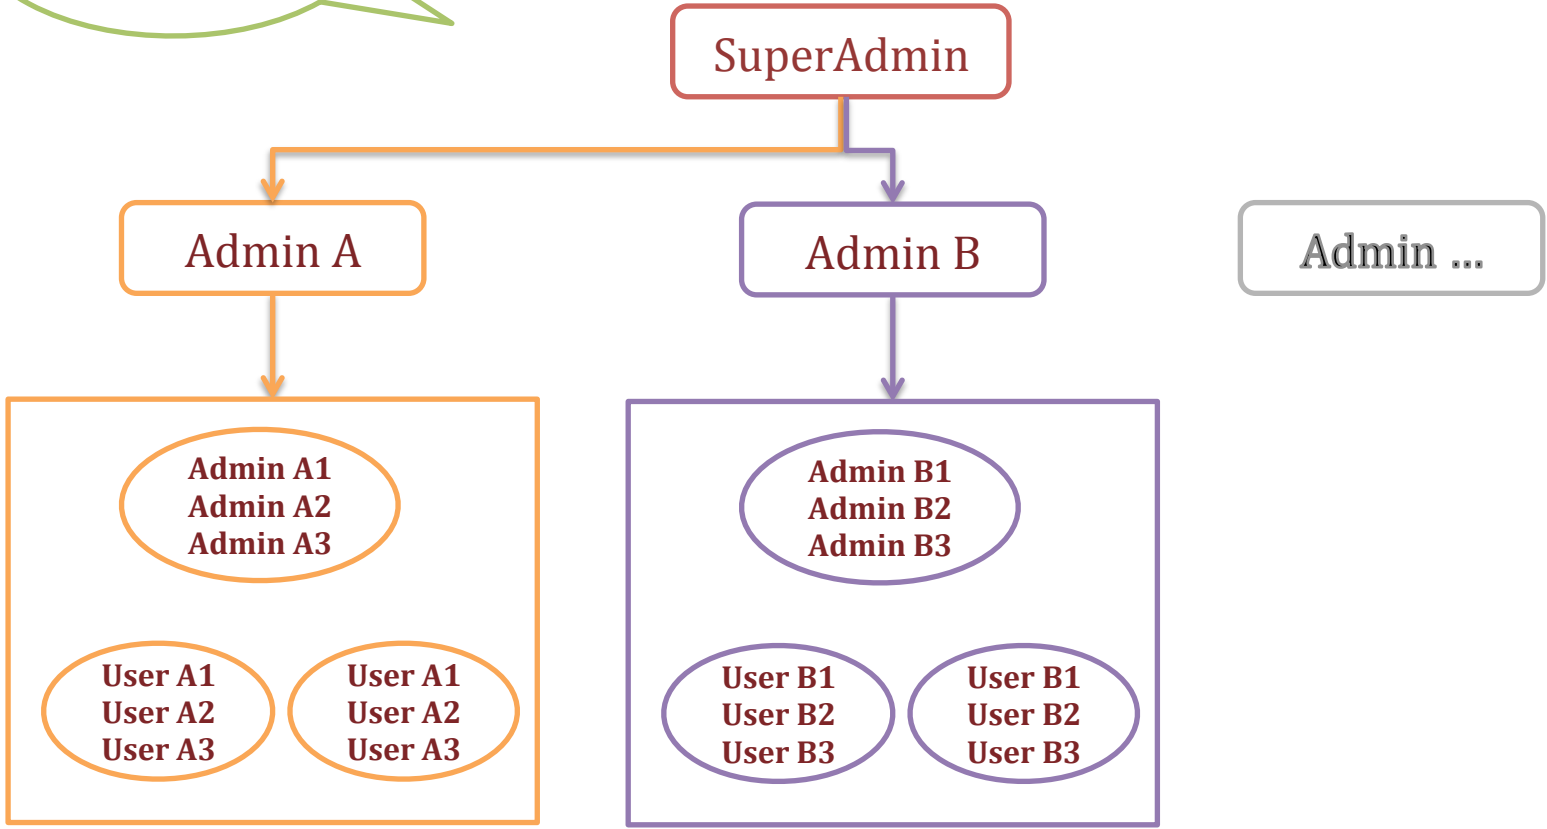 SuperAdmin
Admin A
Admin B
Admin ...
Admin A1
Admin A2
Admin A3
User A1
User A2
User A3
User A1
User A2
User A3
Admin B1
Admin B2
Admin B3
User B1
User B2
User B3
User B1
User B2
User B3